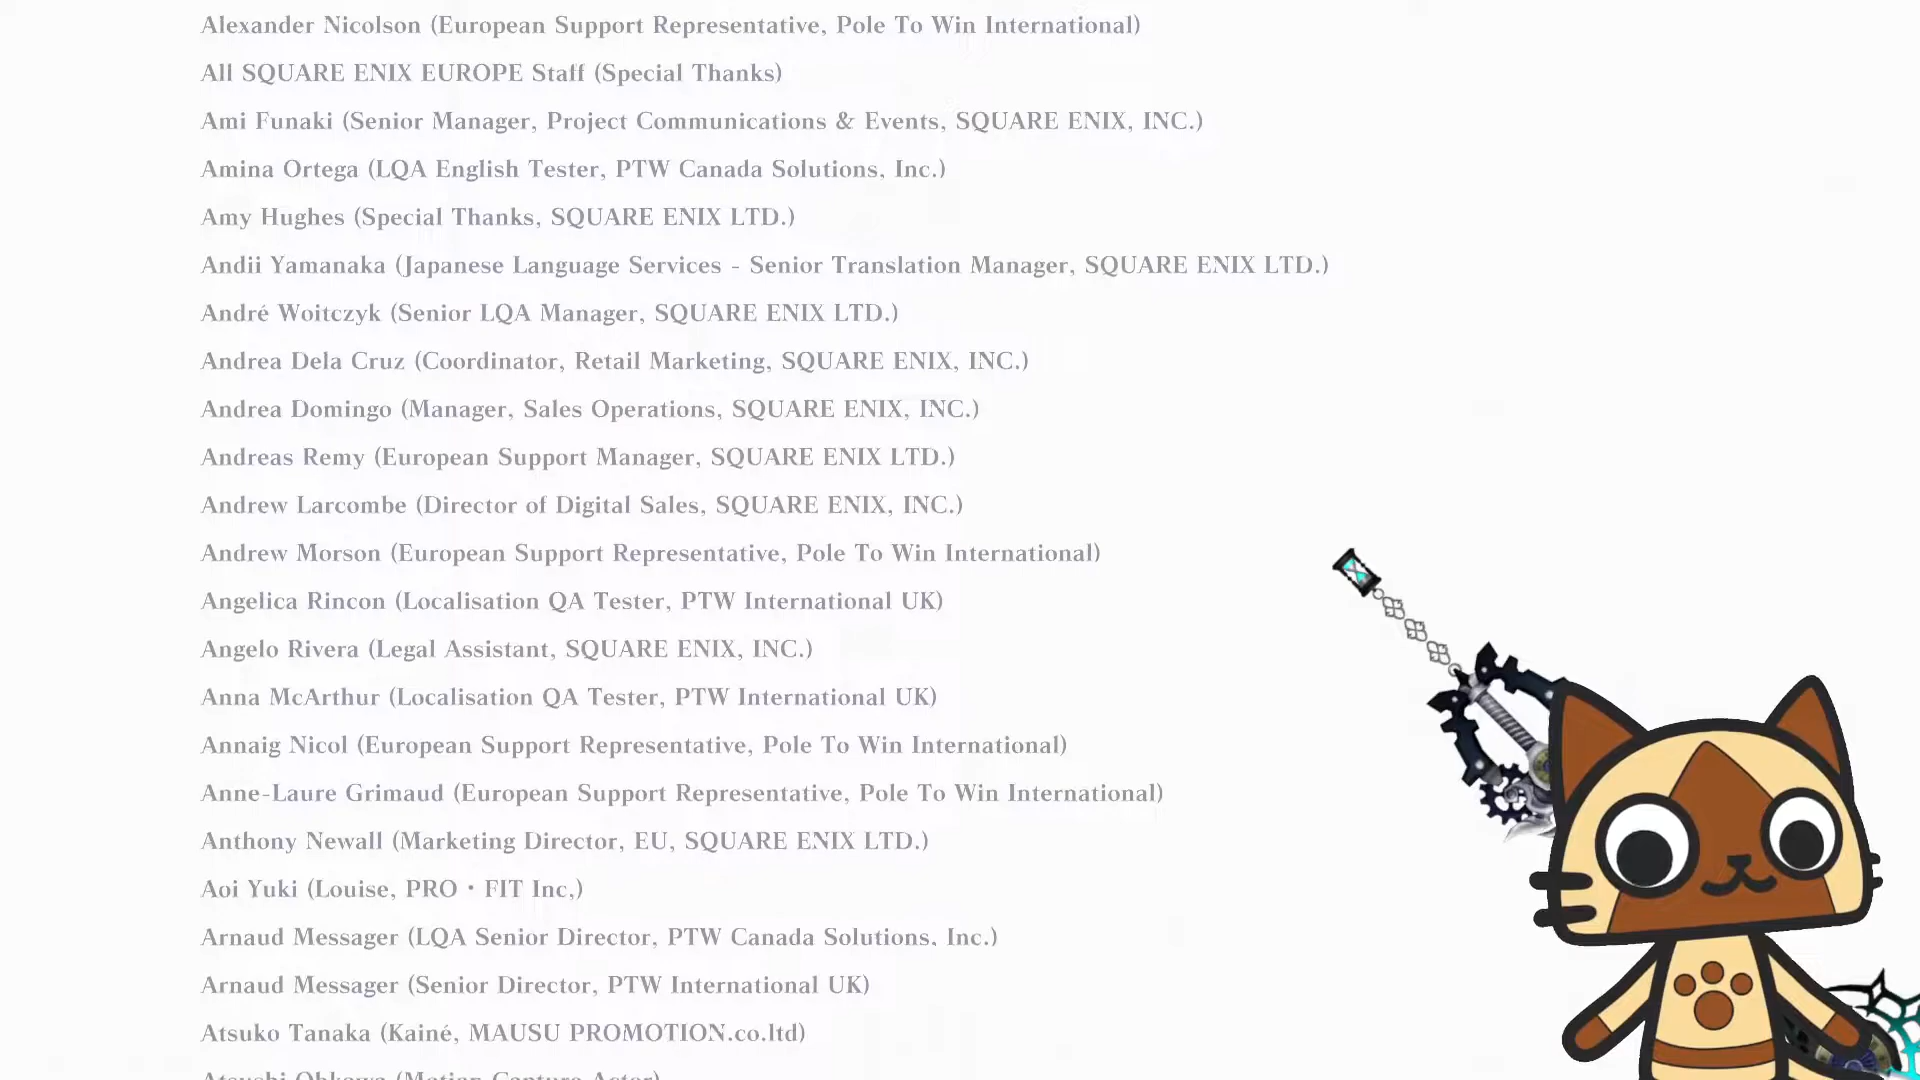 Alexander Nicolson (European Support Representative, Pole To Win International)
All SQUARE ENIX EUROPE Staff (Special Thanks)
Ami Funaki (Senior Manager, Project Communications & Events, SQUARE ENIX, INC.)
Amina Ortega (LQA English Tester, PTW Canada Solutions, Inc.)
Amy Hughes (Special Thanks, SQUARE ENIX LTD.)
Andii Yamanaka (Japanese Language Services - Senior Translation Manager, SQUARE ENIX LTD.)
André Woitczyk (Senior LQA Manager, SQUARE ENIX LTD.)
Andrea Dela Cruz (Coordinator, Retail Marketing, SQUARE ENIX, INC.)
Andrea Domingo (Manager, Sales Operations, SQUARE ENIX, INC.)
Andreas Remy (European Support Manager, SQUARE ENIX LTD.)
Andrew Larcombe (Director of Digital Sales, SQUARE ENIX, INC.)
Andrew Morson (European Support Representative, Pole To Win International)
Angelica Rincon (Localisation QA Tester, PTW International UK)
Angelo Rivera (Legal Assistant, SQUARE ENIX, INC.)
Anna McArthur (Localisation QA Tester, PTW International UK)
Annaig Nicol (European Support Representative, Pole To Win International)
Anne-Laure Grimaud (European Support Representative, Pole To Win International)
Anthony Newall (Marketing Director, EU, SQUARE ENIX LTD.)
Aoi Yuki (Louise, PRO・FIT Inc,)
Arnaud Messager (LQA Senior Director, PTW Canada Solutions, Inc.)
Arnaud Messager (Senior Director, PTW International UK)
Atsuko Tanaka (Kainé, MAUSU PROMOTION.co.ltd)
Atsushi Ohkawa (Motion Capture Actor)